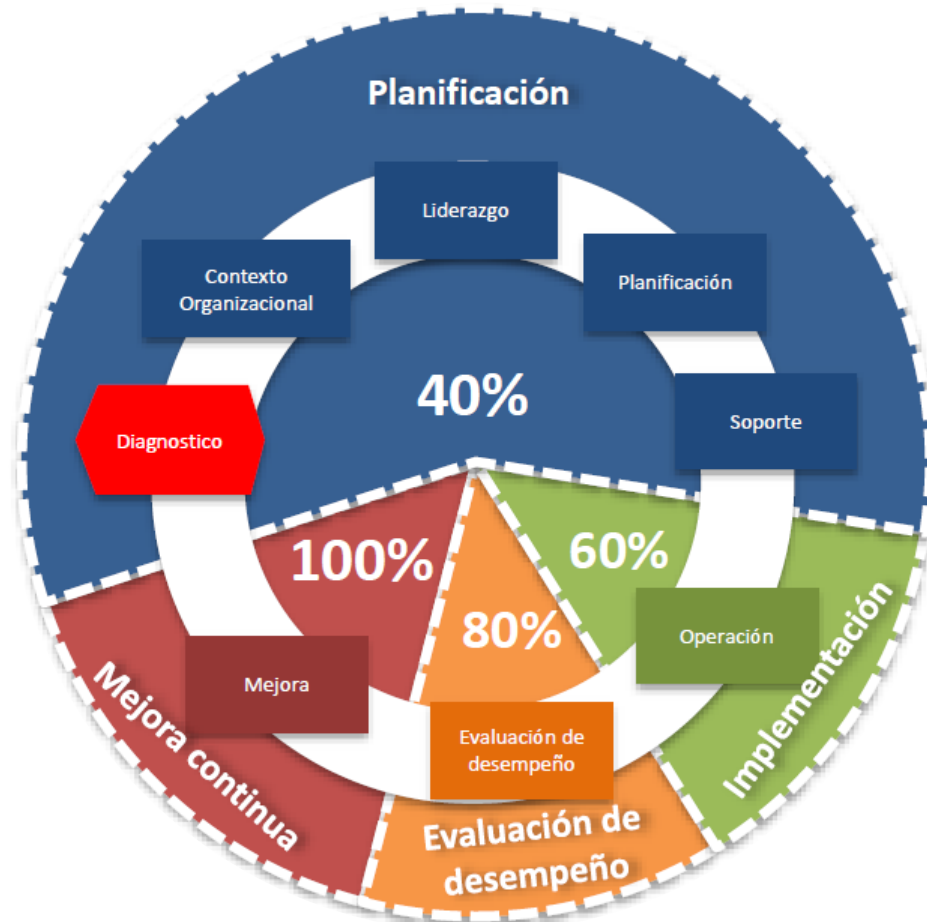 Planificación
Liderazgo
Contexto
Organizacional
Planificación
40%
Diagnostico
Soporte
100%
60%
80%
Mejora
Operación
Evaluación de
desempeño
Mejora continua
Implementación
Evaluación de
desempeño